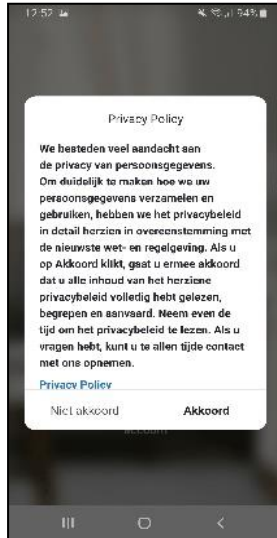 12:52
94%
Privacy Policy
We besteden veel aandacht aan
de privacy van persoonsgegevens.
Om duidelijk te maken hoe we uw
persoonsgegevens verzamelen en
gebruiken, hebben we het privacybeleid
in detail herzien in overeenstemming met
de nieuwste wet- en regelgeving. Als u
op Akkoord klikt, gaat u ermee akkoord
dat u alle inhoud van het herziene
privacybeleid volledig hebt gelezen,
begrepen en aanvaard. Neem even de
tijd om het privacybeleid te lezen. Als u
vragen hebt, kunt u te allen tijde contact
met ons opnemen.
Privacy Policy
Niet akkoord Akkoord